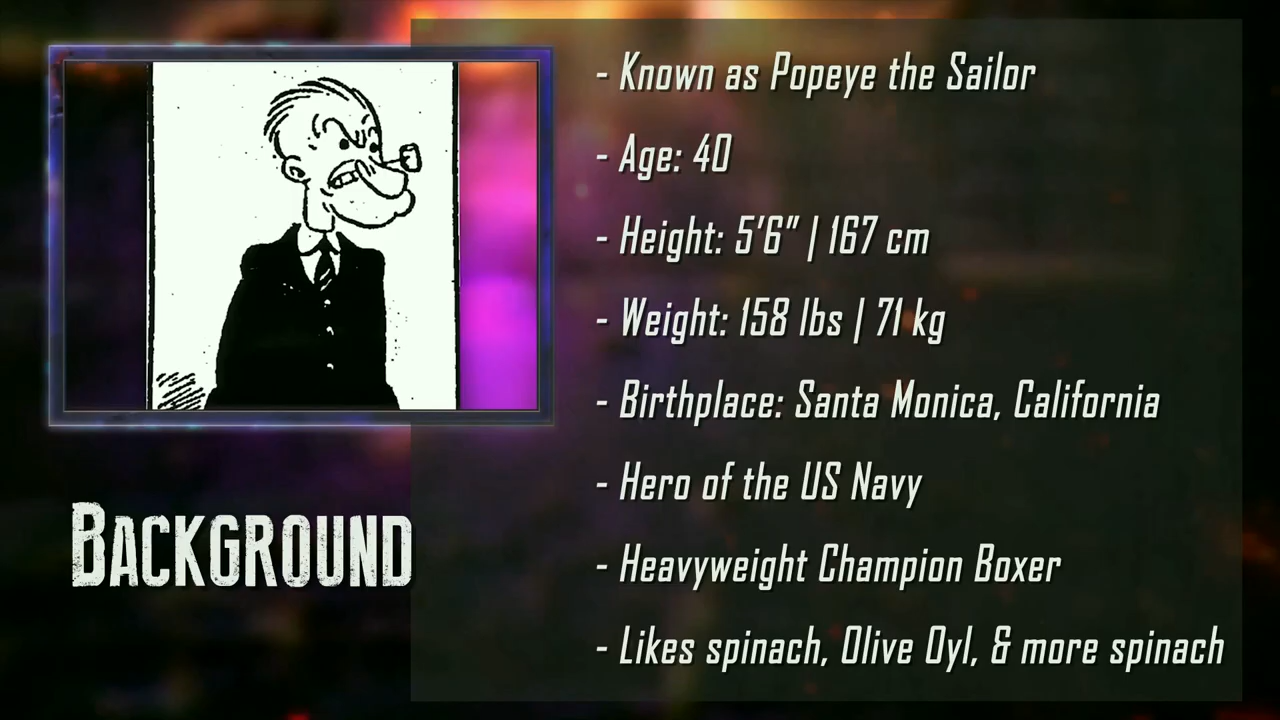 - Known as Popeye the Sailor
- Age: 40
- Height: 5'6" | 167 cm
- Weight: 158 lbs | 71 kg
- Birthplace: Santa Monica, California
- Hero of the US Navy
- Heavyweight Champion Boxer
- Likes spinach, Olive Oyl, & more spinach
BACKGROUND